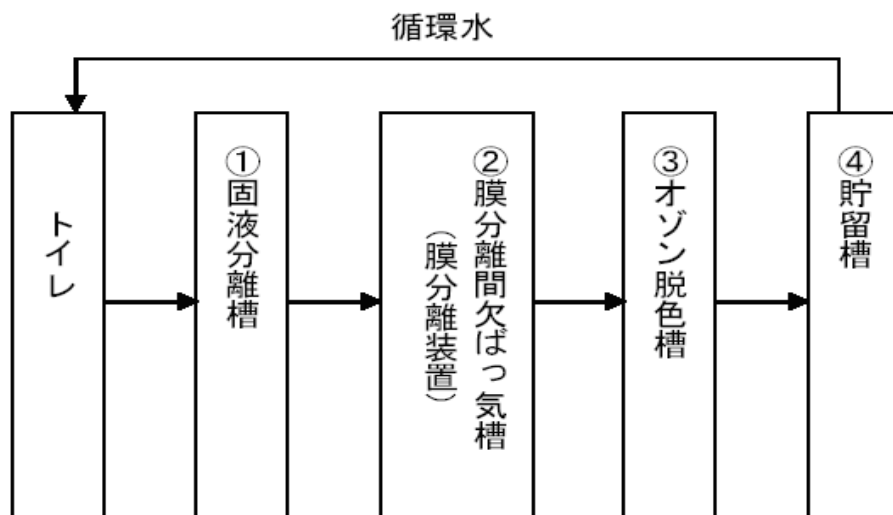 循環水
トイレ
①固液分離槽
②膜分離間欠ばっ気槽
(膜分離装置)
③オゾン脱色槽
④貯留槽